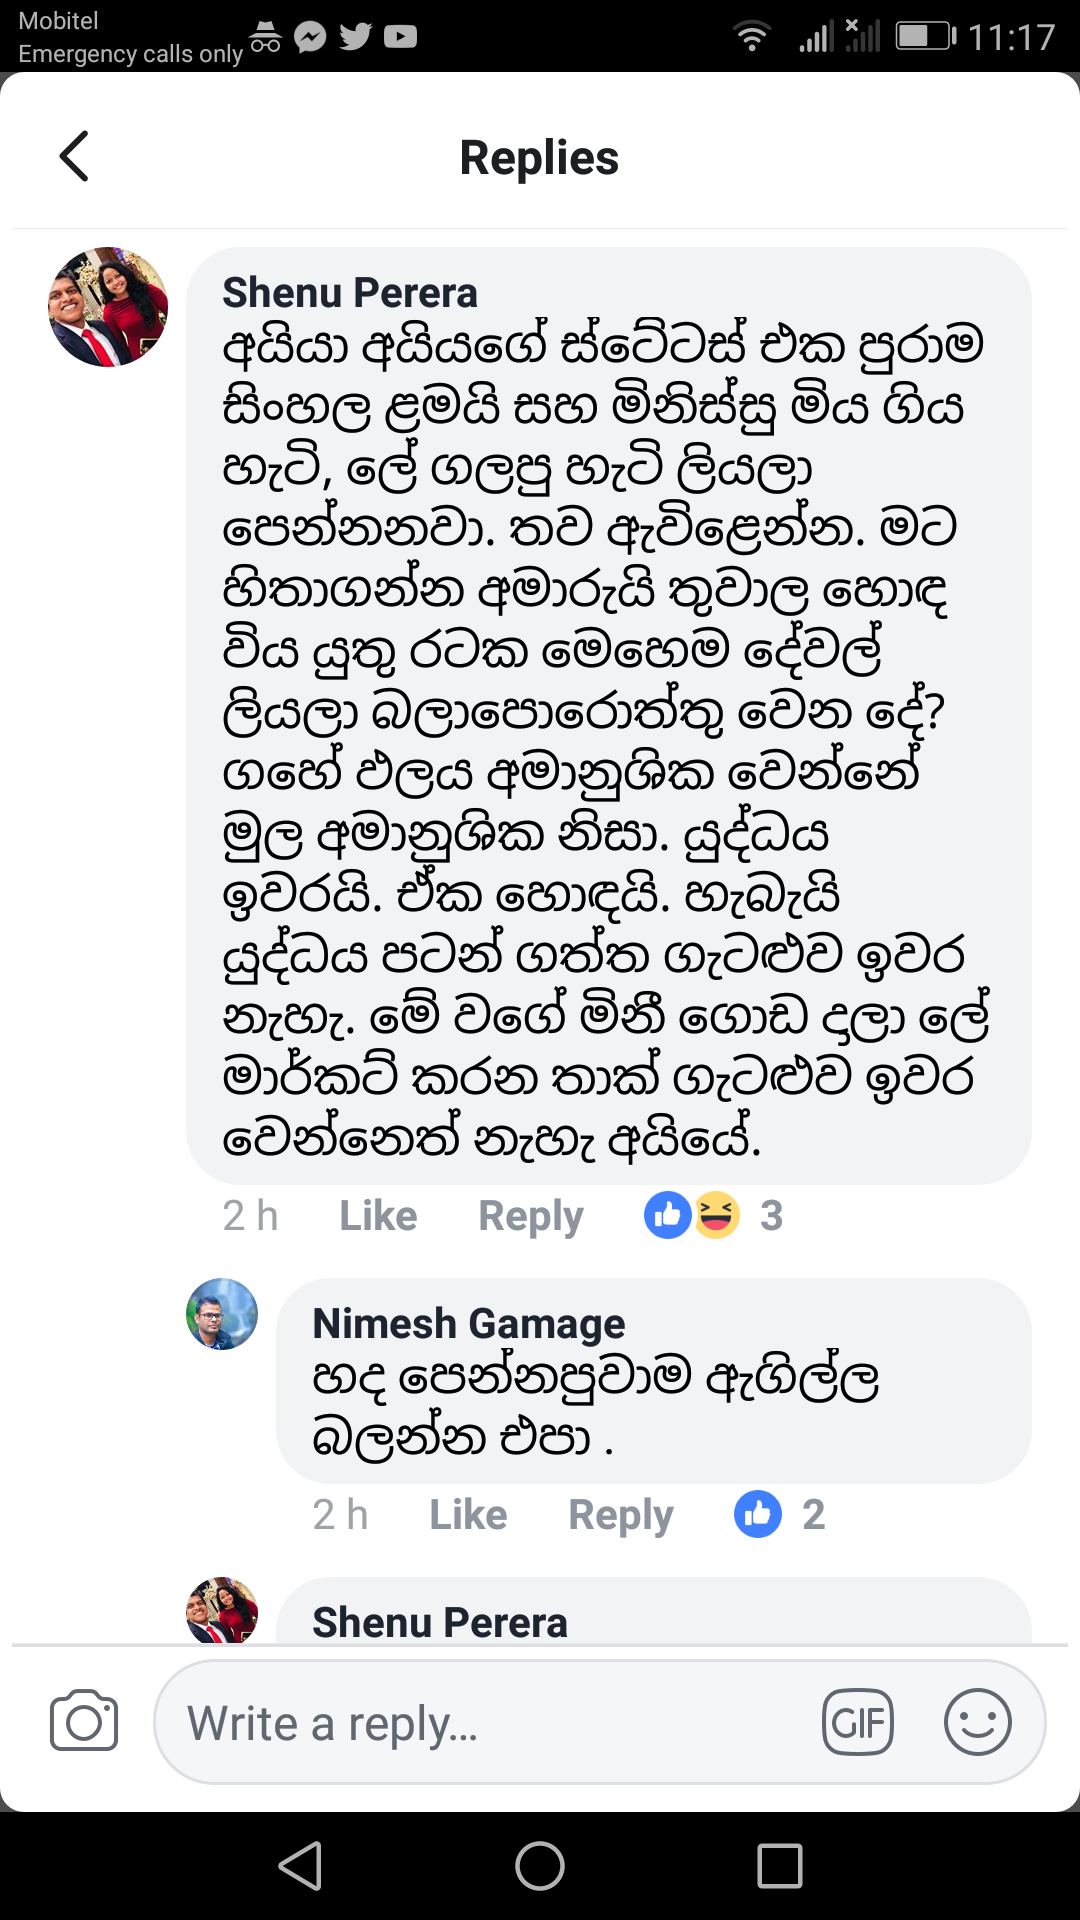 Mobitel
Emergency calls only
11:17
Replies
Shenu Perera
අයියා අයියගේ ස්ටේටස් එක පුරාම
සිංහල ළමයි සහ මිනිස්සු මිය ගිය
හැටි, ලේ ගලපු හැටි ලියලා
පෙන්නනවා. තව ඇවිළෙන්න. මට
හිතාගන්න අමාරුයි තුවාල හොඳ
විය යුතු රටක මෙහෙම දේවල්
ලියලා බලාපොරොත්තු වෙන දේ?
ගහේ ඵලය අමානුශික වෙන්නේ
මුල අමානුශික නිසා. යුද්ධය
ඉවරයි. ඒක හොඳයි. හැබැයි
යුද්ධය පටන් ගත්ත ගැටළුව ඉවර
නැහැ. මේ වගේ මිනී ගොඩ දලා ලේ
මාර්කට් කරන තාක් ගැටළුව ඉවර
වෙන්නෙත් නැහැ අයියේ.
2 h Like Reply 3
Nimesh Gamage
හද පෙන්නපුවාම ඇගිල්ල
බලන්න එපා .
2 h Like Reply 2
Shenu Perera
Write a reply...
GIF